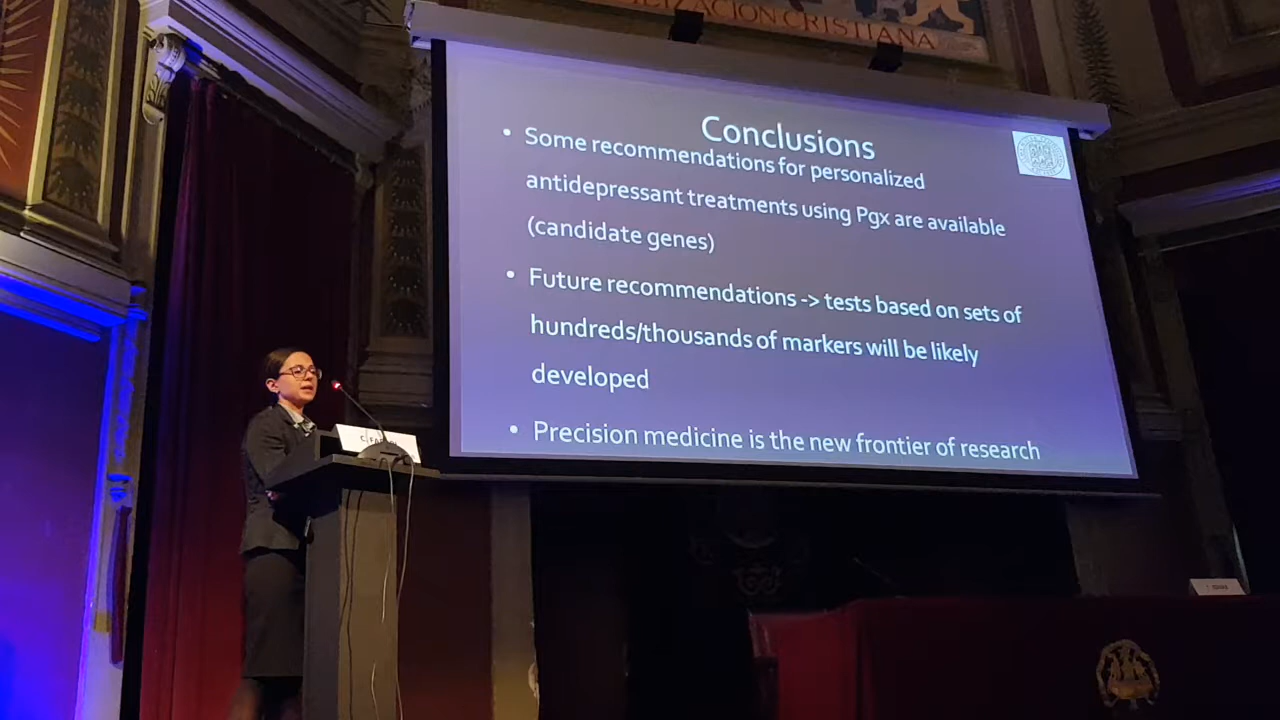 CRISTIANA
Conclusions
• Some recommendations for personalized
antidepressant treatments using Pgx are available
(candidate genes)
• Future recommendations -> tests based on sets of
hundreds/thousands of markers will be likely
developed
• Precision medicine is the new frontier of research